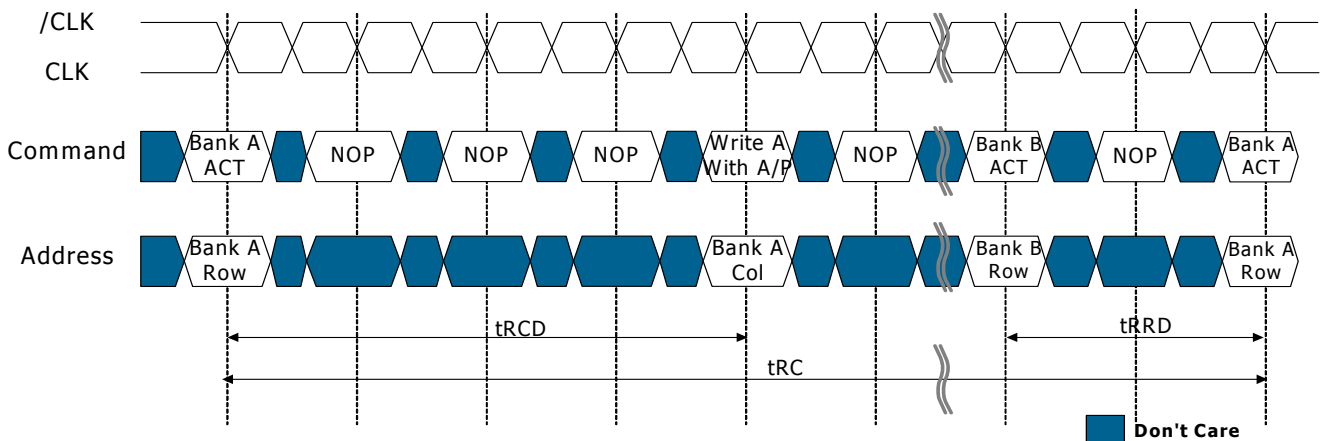 /CLK
CLK
Command
Bank A
ACT
NOP
NOP
NOP
Write A
With A/P
NOP
Bank B
ACT
NOP
Bank A
ACT
Address
Bank A
Row
Bank A
Col
Bank B
Row
Bank A
Row
tRCD
tRRD
tRC
Don't Care